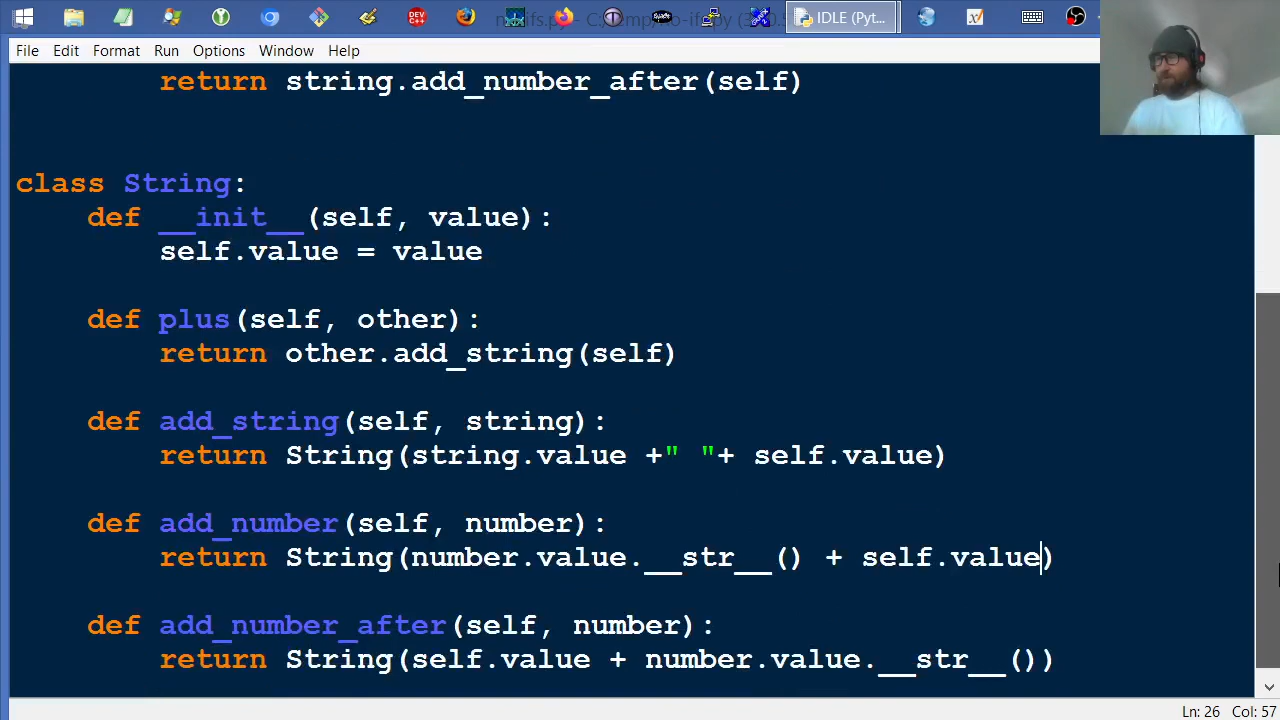 IDLE (Pyt...
File Edit Format Run Options Window Help
return string.add_number_after(self)
class String:
def __init__(self, value):
self.value = value
def plus(self, other):
return other.add_string(self)
def add_string(self, string):
return String(string.value +" "+ self.value)
def add_number(self, number):
return String(number.value.__str__() + self.value)
def add_number_after(self, number):
return String(self.value + number.value.__str__())
Ln: 26 Col: 57